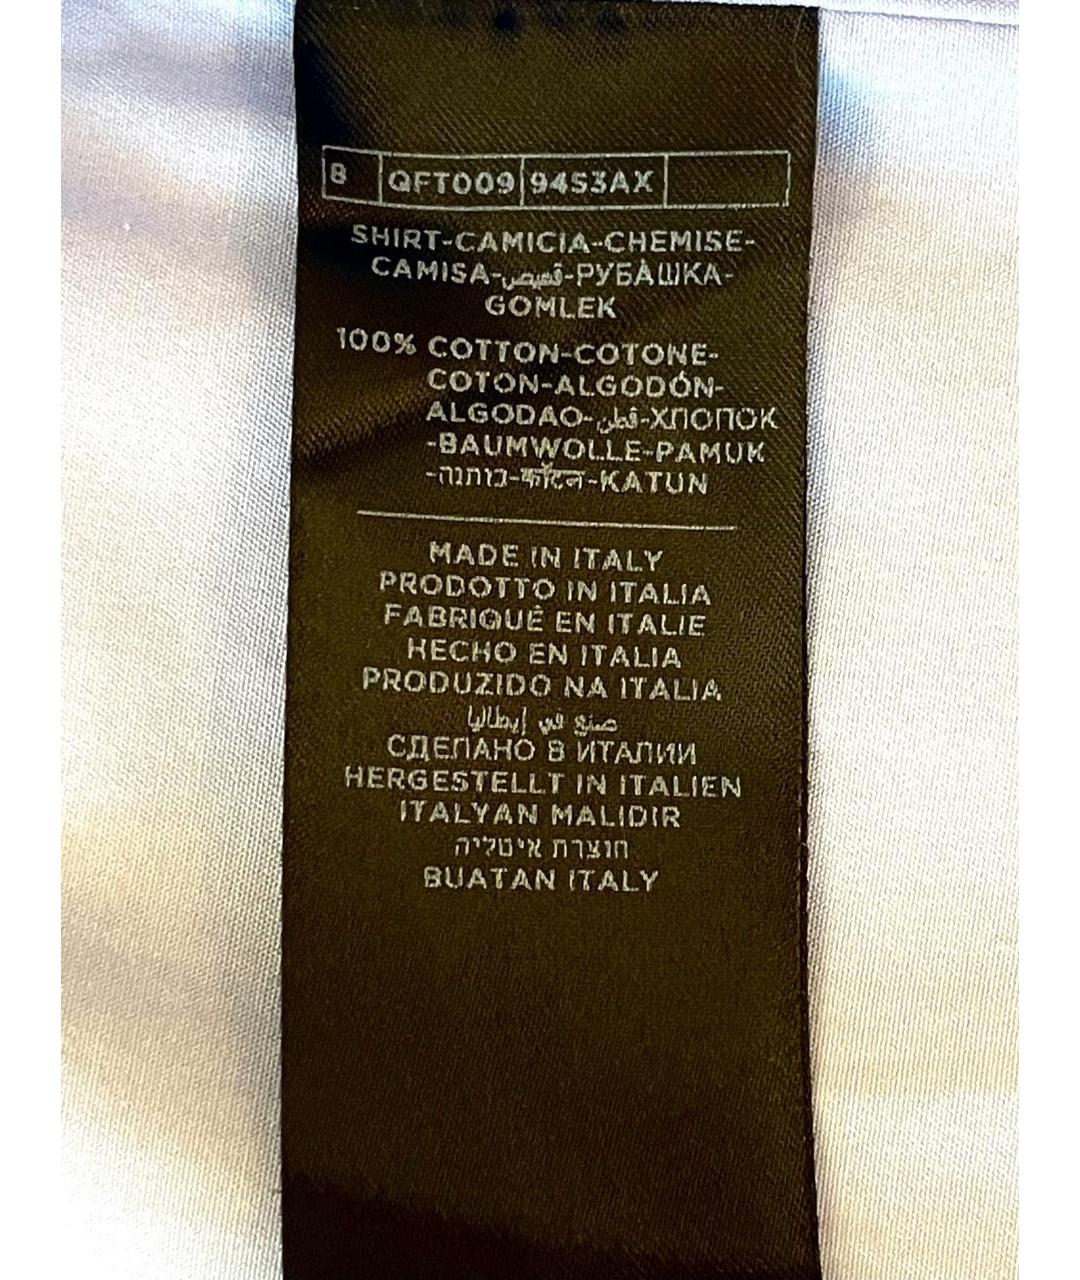 8 QFT009 9453AX
SHIRT-CAMICIA-CHEMISE-
CAMISA-قميص-РУБАШКА-
GOMLEK
100% COTTON-COTONE-
COTON-ALGODÓN-
ALGODAO-قطن-ХЛОПОК
-BAUMWOLLE-PAMUK
-כותנה-कॉटन-KATUN
MADE IN ITALY
PRODOTTO IN ITALIA
FABRIQUÉ EN ITALIE
HECHO EN ITALIA
PRODUZIDO NA ITALIA
صنع في إيطاليا
СДЕЛАНО В ИТАЛИИ
HERGESTELLT IN ITALIEN
ITALYAN MALIDIR
תוצרת איטליה
BUATAN ITALY